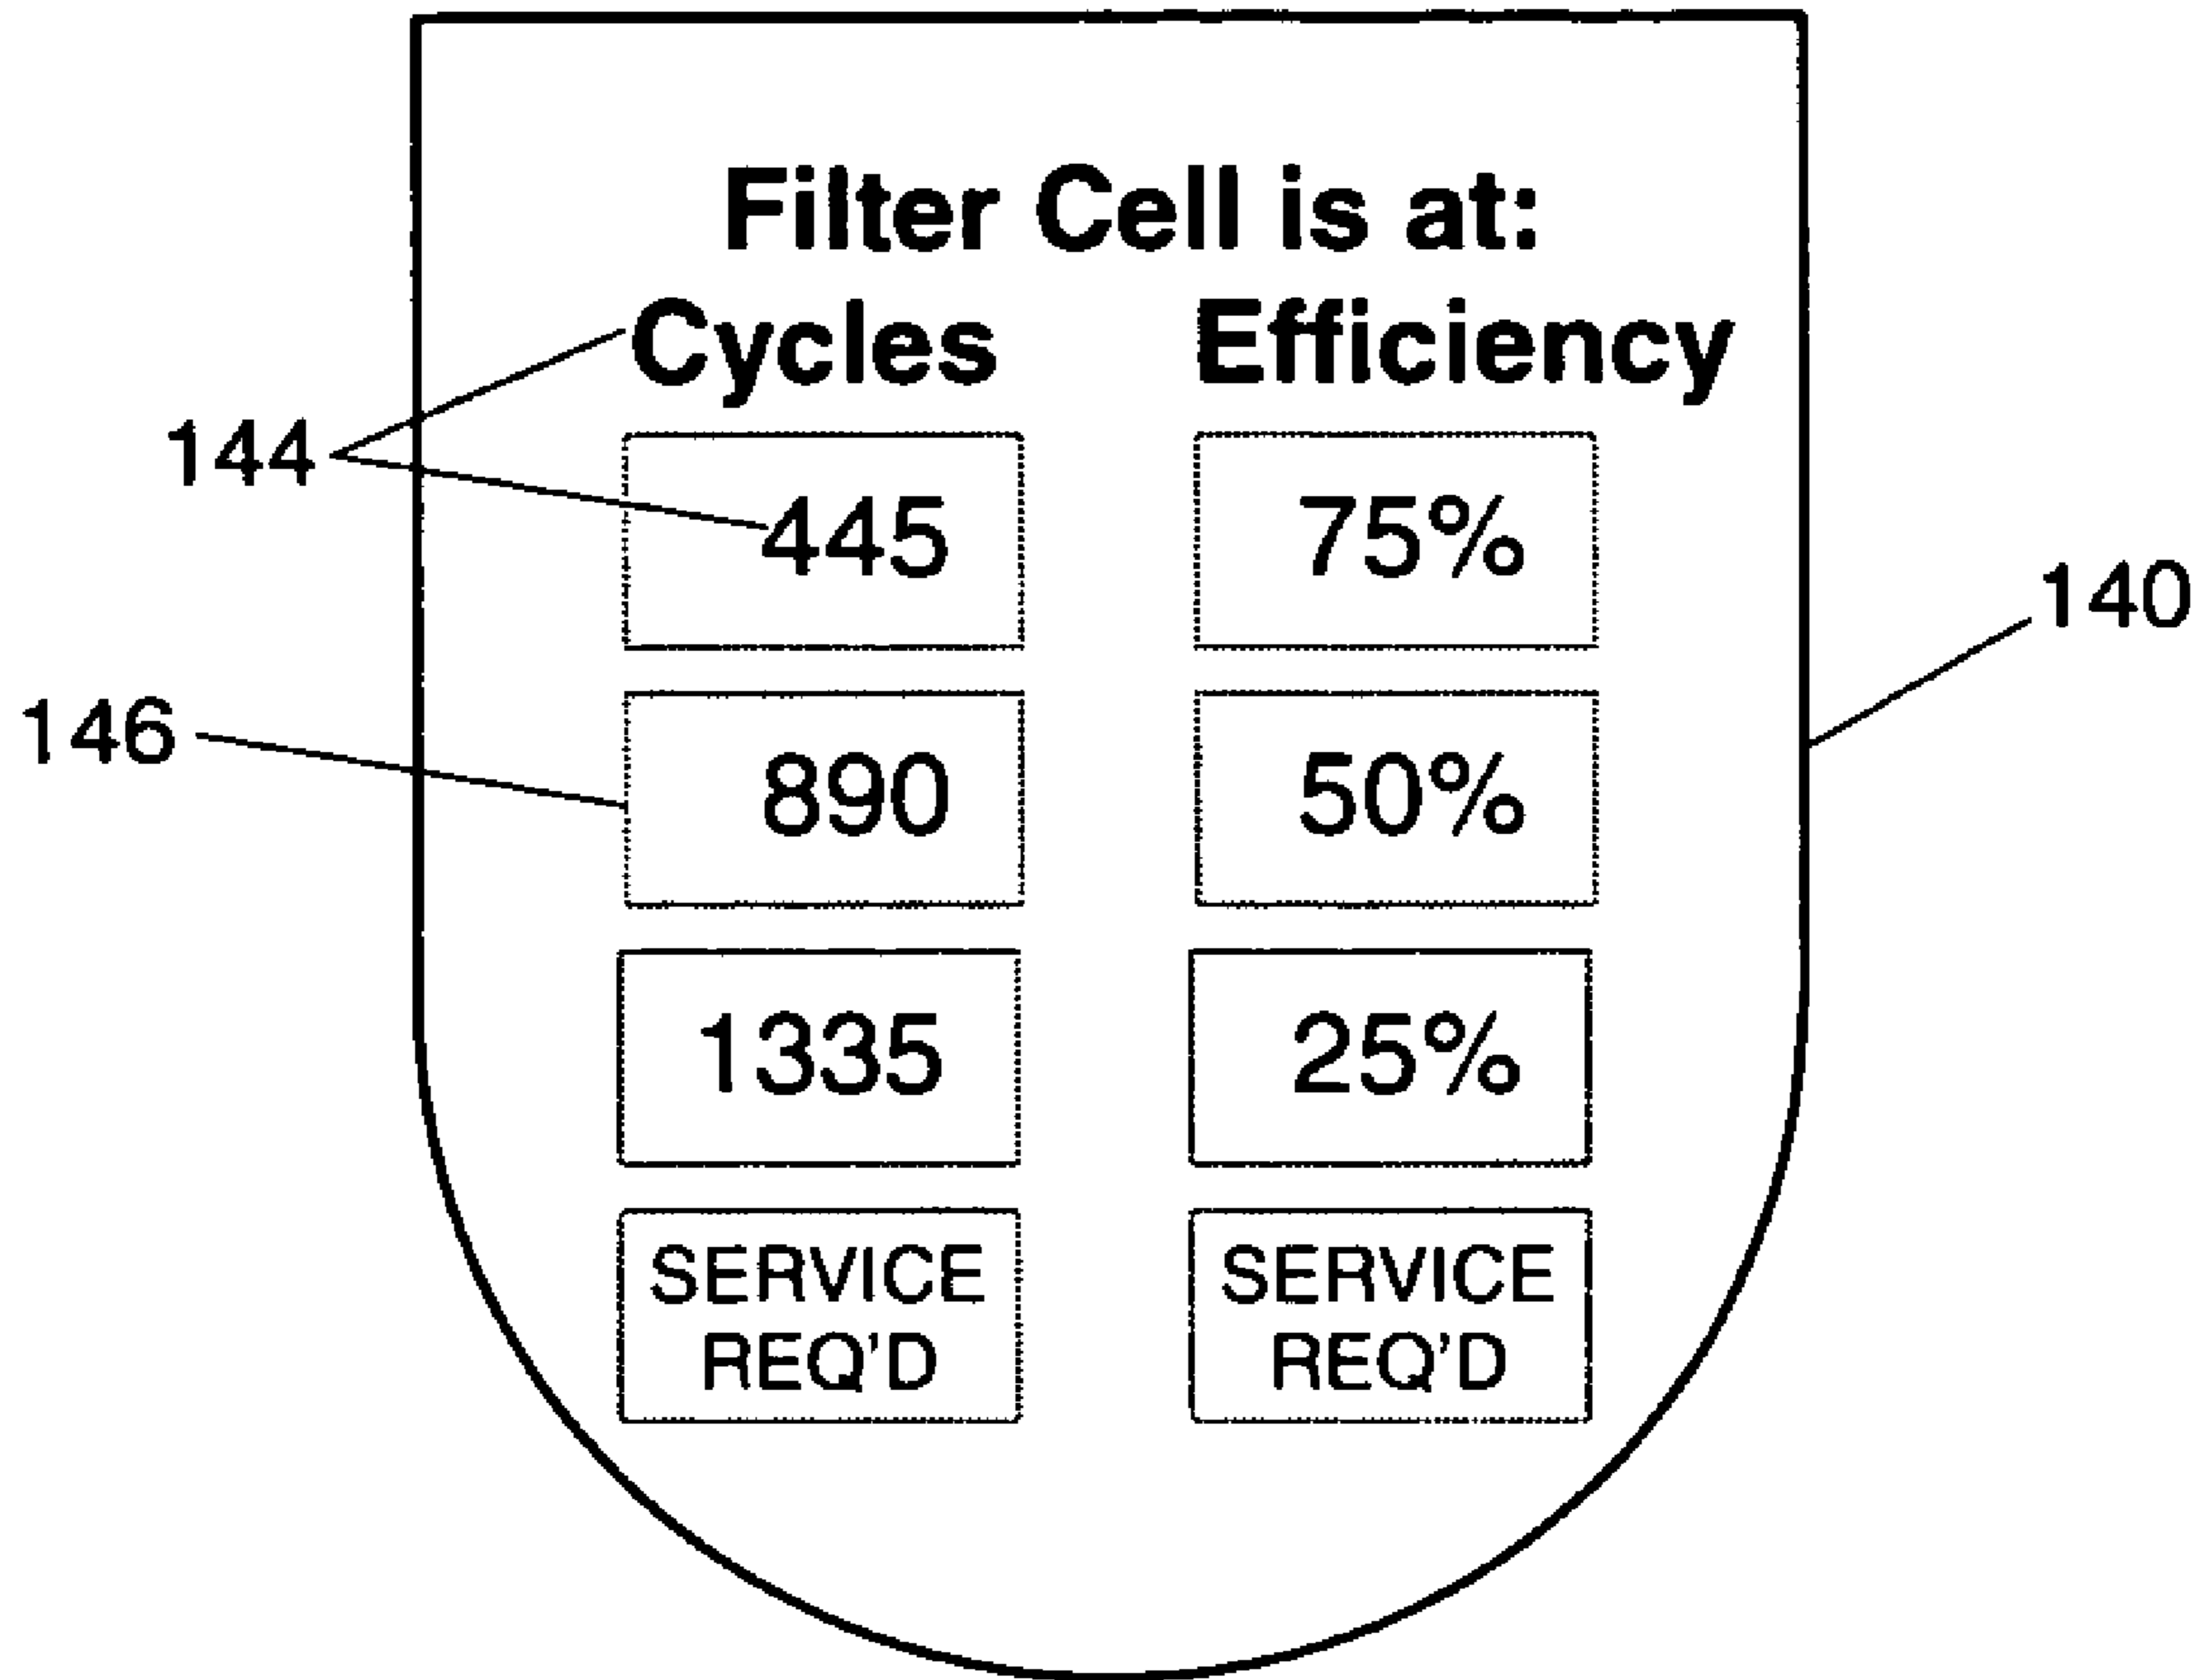 Filter Cell is at:
Cycles Efficiency
144
445 75%
140
146
890 50%
1335 25%
SERVICE SERVICE
REQ'D REQ'D